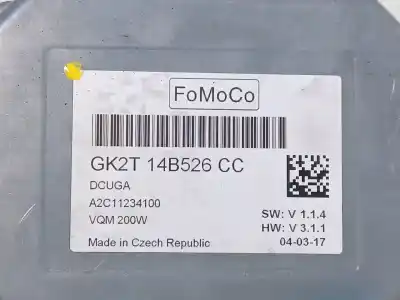 FoMoCo
GK2T 14B526 CC
DCUGA
A2C11234100
VQM 200W
SW: V 1.1.4
HW: V 3.1.1
Made in Czech Republic
04-03-17